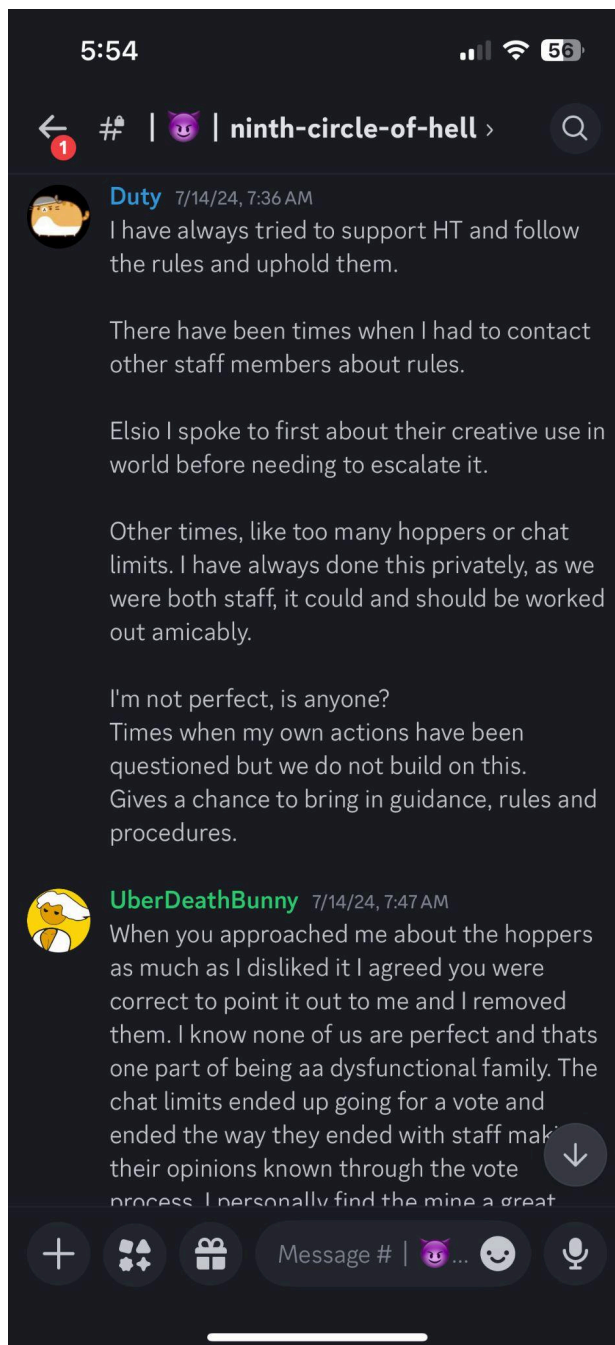 5:54
56
1
# | 😈 | ninth-circle-of-hell ›
Duty 7/14/24, 7:36 AM
I have always tried to support HT and follow
the rules and uphold them.
There have been times when I had to contact
other staff members about rules.
Elsio I spoke to first about their creative use in
world before needing to escalate it.
Other times, like too many hoppers or chat
limits. I have always done this privately, as we
were both staff, it could and should be worked
out amicably.
I'm not perfect, is anyone?
Times when my own actions have been
questioned but we do not build on this.
Gives a chance to bring in guidance, rules and
procedures.
UberDeathBunny 7/14/24, 7:47 AM
When you approached me about the hoppers
as much as I disliked it I agreed you were
correct to point it out to me and I removed
them. I know none of us are perfect and thats
one part of being aa dysfunctional family. The
chat limits ended up going for a vote and
ended the way they ended with staff mak
their opinions known through the vote
process. I personally find the mine a great
Message # | 😈...